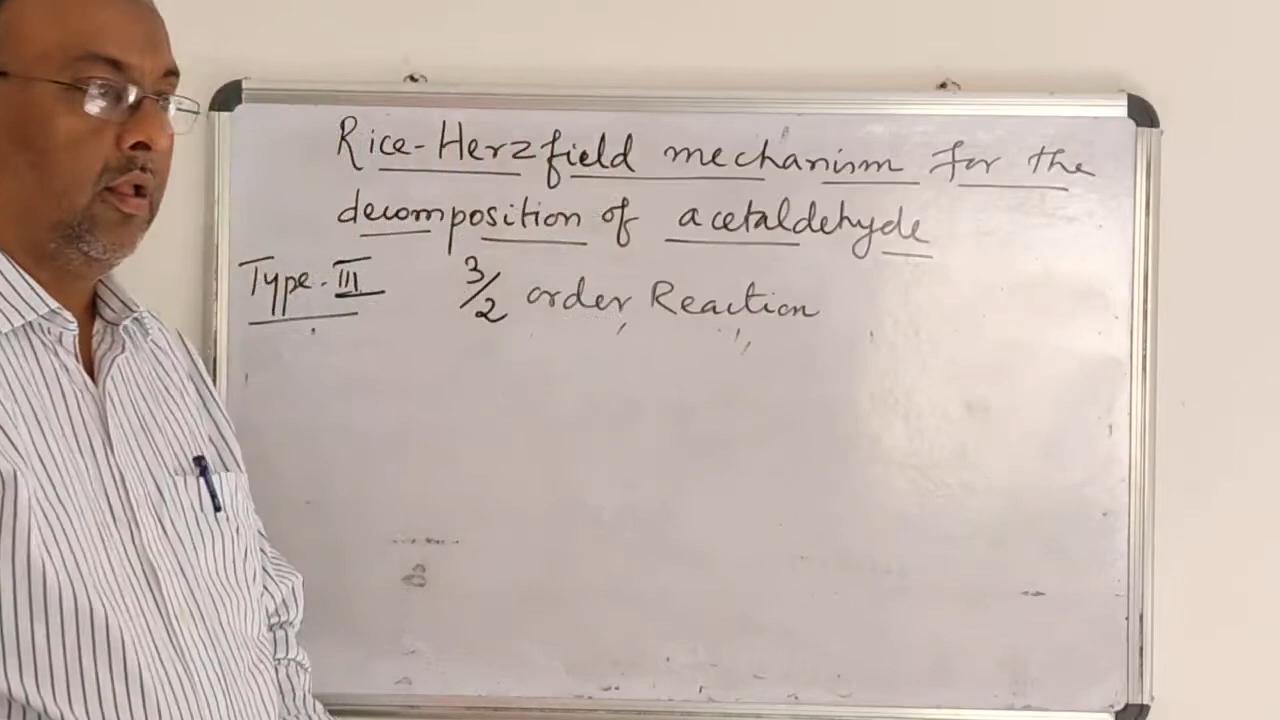 Rice-Herzfield mechanism for the
decomposition of acetaldehyde
Type-III 3/2 order Reaction